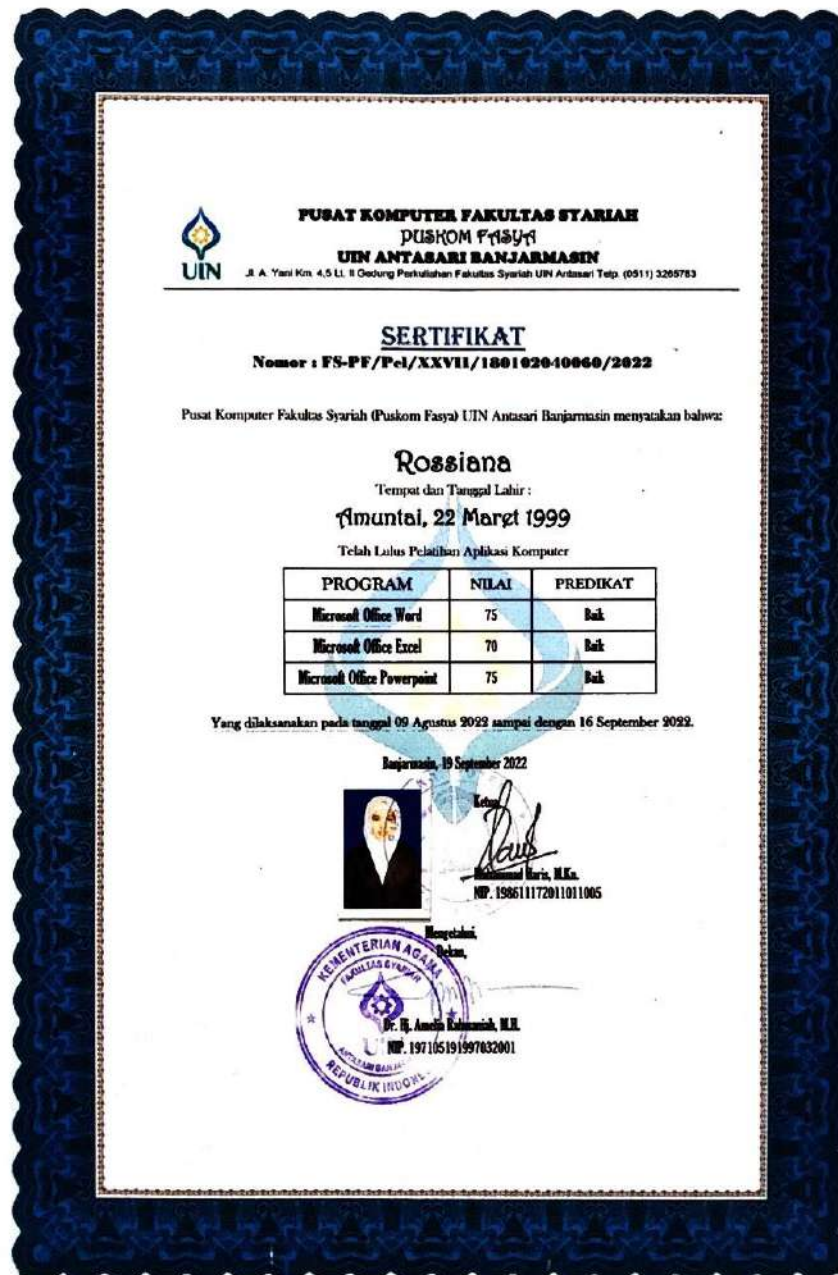 UIN
PUSAT KOMPUTER FAKULTAS SYARIAH
PUSKOM FASYA
UIN ANTASARI BANJARMASIN
Jl. A. Yani Km. 4,5 Lt. II Gedung Perkuliahan Fakultas Syariah UIN Antasari Telp. (0511) 3265783
SERTIFIKAT
Nomor : FS-PF/Pel/XXVII/180102040060/2022
Pusat Komputer Fakultas Syariah (Puskom Fasya) UIN Antasari Banjarmasin menyatakan bahwa:
Rossiana
Tempat dan Tanggal Lahir :
Amuntai, 22 Maret 1999
Telah Lulus Pelatihan Aplikasi Komputer
PROGRAM NILAI PREDIKAT
Microsoft Office Word 75 Baik
Microsoft Office Excel 70 Baik
Microsoft Office Powerpoint 75 Baik
Yang dilaksanakan pada tanggal 09 Agustus 2022 sampai dengan 16 September 2022.
Banjarmasin, 19 September 2022
Ketua
Muhammad Haris, M.Kn.
NIP. 198611172011011005
Mengetahui,
Dekan,
KEMENTERIAN AGAMA
FAKULTAS SYARIAH
Dr. Hj. Amelia Rahmaniah, M.H.
NIP. 197105191997032001
REPUBLIK INDONE